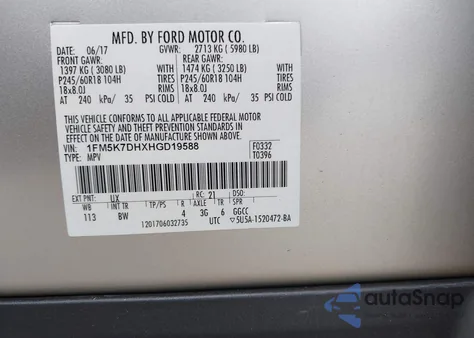 MFD. BY FORD MOTOR CO.
DATE: 06/17 GVWR: 2713 KG ( 5980 LB)
FRONT GAWR: REAR GAWR:
1397 KG ( 3080 LB) WITH 1474 KG ( 3250 LB) WITH
P245/60R18 104H TIRES P245/60R18 104H TIRES
18x8.0J RIMS 18x8.0J RIMS
AT 240 kPa/ 35 PSI COLD AT 240 kPa/ 35 PSI COLD
THIS VEHICLE CONFORMS TO ALL APPLICABLE FEDERAL MOTOR
VEHICLE SAFETY AND THEFT PREVENTION STANDARDS IN EFFECT ON
THE DATE OF MANUFACTURE SHOWN ABOVE.
VIN: 1FM5K7DHXHGD19588 F0332
TYPE: MPV T0396
EXT PNT: UX RC: 21 DSO:
WB INT TR TP/PS R AXLE TR SPR
113 BW 4 3G 6 GGCC
1201706032735 UTC 5U5A-1520472-BA
autoSnap